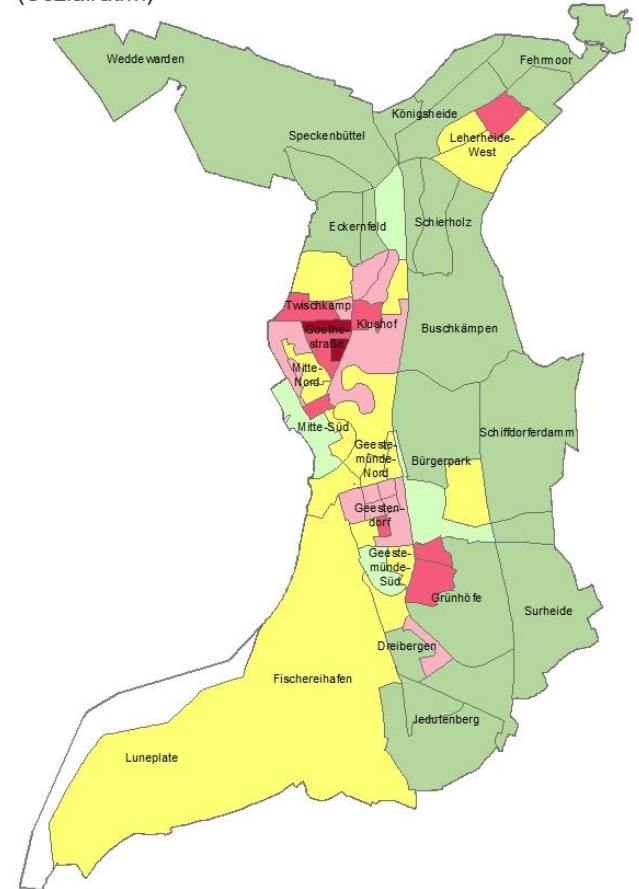 (Sozialraum)
Weddewarden
Fehrmoor
Königsheide
Speckenbüttel
Leherheide-
West
Eckernfeld
Schierholz
Twischkamp
Goethe-
straße
Klushof
Buschkämpen
Mitte-
Nord
Mitte-Süd
Schiffdorferdamm
Geeste-
münde-
Nord
Bürgerpark
Geesten-
dorf
Geeste-
münde-
Süd
Grünhöfe
Surheide
Dreibergen
Fischereihafen
Jedutenberg
Luneplate